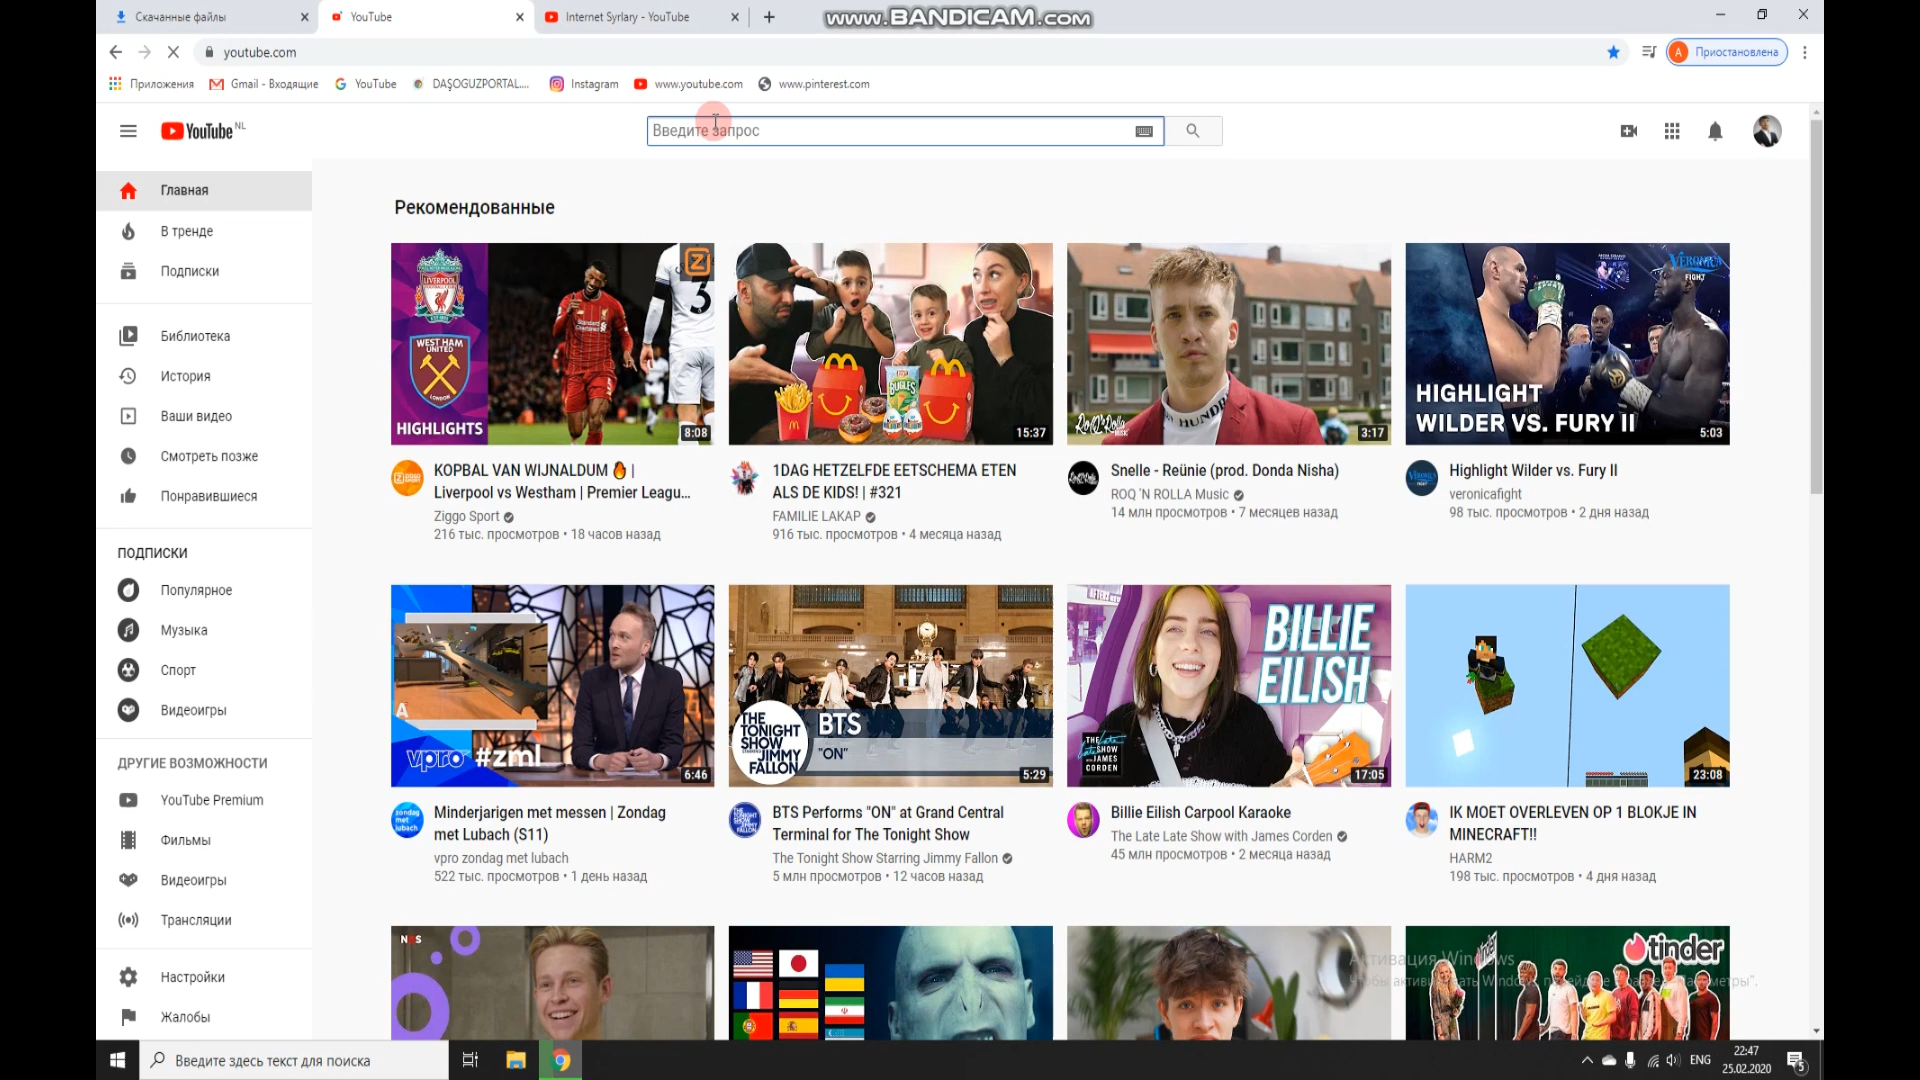 Скачанные файлы
YouTube
Internet Syrlary - YouTube
www.BANDICAM.com
youtube.com
Приостановлена
Приложения
Gmail - Входящие
YouTube
DAŞOGUZPORTAL....
Instagram
www.youtube.com
www.pinterest.com
YouTube NL
Введите запрос
Главная
В тренде
Подписки
Библиотека
История
Ваши видео
Смотреть позже
Понравившиеся
ПОДПИСКИ
Популярное
Музыка
Спорт
Видеоигры
ДРУГИЕ ВОЗМОЖНОСТИ
YouTube Premium
Фильмы
Видеоигры
Трансляции
Настройки
Жалобы
Рекомендованные
LIVERPOOL
WEST HAM
UNITED
LONDON
3
HIGHLIGHTS
8:08
KOPBAL VAN WIJNALDUM 🔥 |
Liverpool vs Westham | Premier Leagu...
Ziggo Sport
216 тыс. просмотров • 18 часов назад
BUGLES
15:37
1DAG HETZELFDE EETSCHEMA ETEN
ALS DE KIDS! | #321
FAMILIE LAKAP
916 тыс. просмотров • 4 месяца назад
3:17
Snelle - Reünie (prod. Donda Nisha)
ROQ 'N ROLLA Music
14 млн просмотров • 7 месяцев назад
VERONICA
FIGHT
HIGHLIGHT
WILDER VS. FURY II
5:03
Highlight Wilder vs. Fury II
veronicafight
98 тыс. просмотров • 2 дня назад
A
vpro #zml
6:46
Minderjarigen met messen | Zondag
met Lubach (S11)
vpro zondag met lubach
522 тыс. просмотров • 1 день назад
THE
TONIGHT
SHOW
JIMMY
FALLON
BTS
"ON"
5:29
BTS Performs "ON" at Grand Central
Terminal for The Tonight Show
The Tonight Show Starring Jimmy Fallon
5 млн просмотров • 12 часов назад
BILLIE
EILISH
THE Late Late
SHOW
WITH JAMES
CORDEN
17:05
Billie Eilish Carpool Karaoke
The Late Late Show with James Corden
45 млн просмотров • 2 месяца назад
23:08
IK MOET OVERLEVEN OP 1 BLOKJE IN
MINECRAFT!!
HARM2
198 тыс. просмотров • 4 дня назад
NOS
tinder
Активация Windows
Введите здесь текст для поиска
ENG
22:47
25.02.2020
5